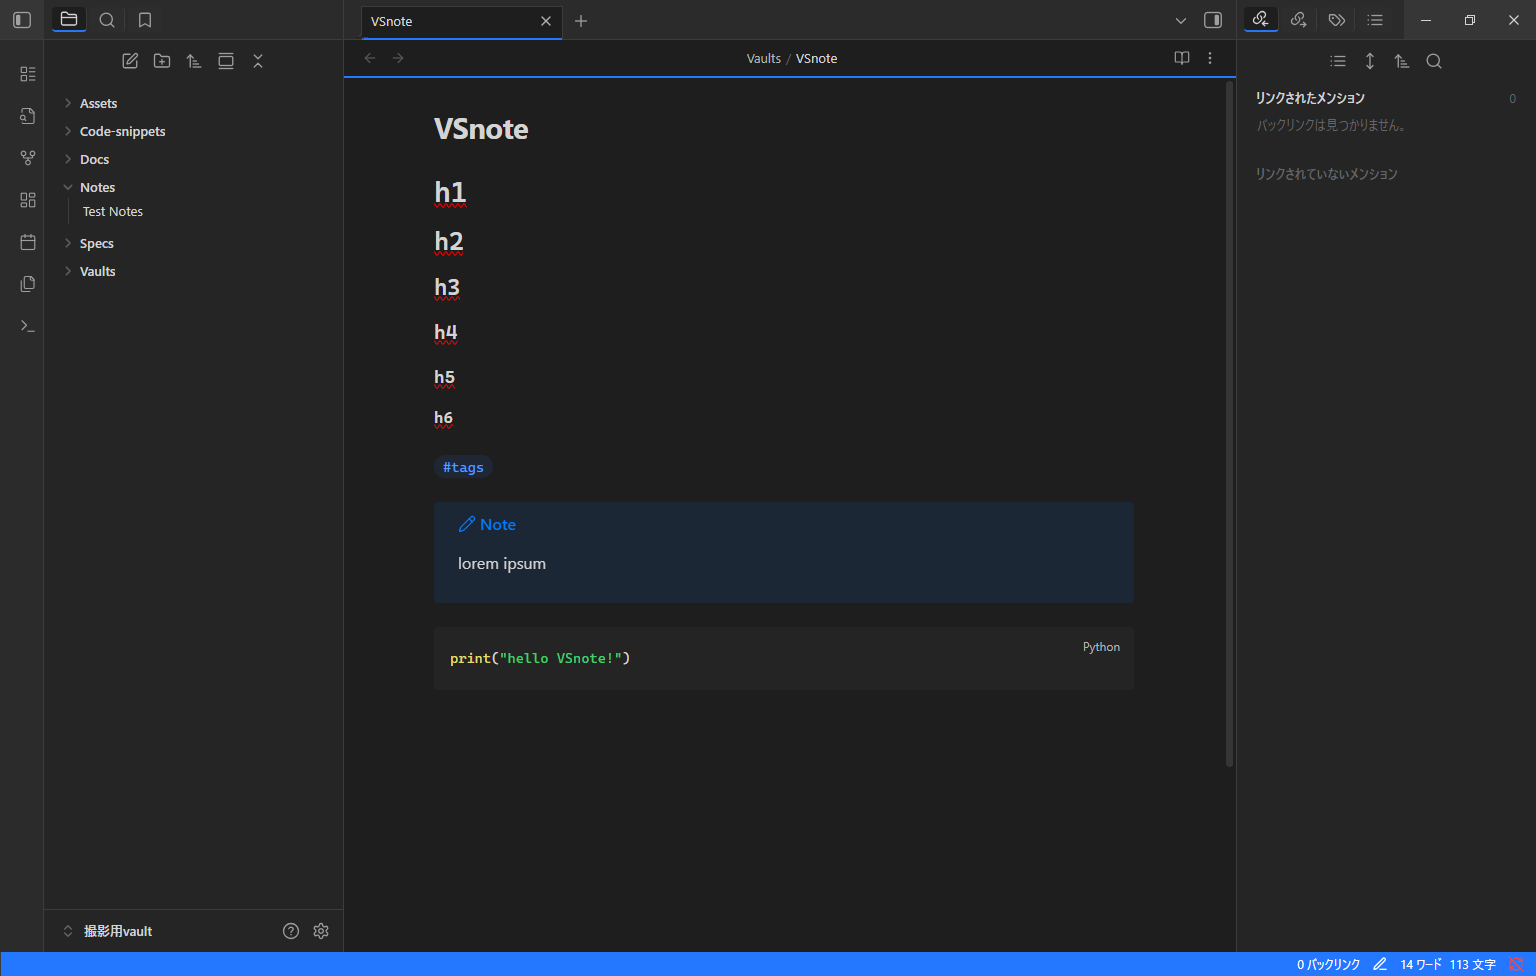 VSnote
Vaults / VSnote
Assets
Code-snippets
Docs
Notes
Test Notes
Specs
Vaults
撮影用vault
VSnote
h1
h2
h3
h4
h5
h6
#tags
Note
lorem ipsum
Python
print("hello VSnote!")
リンクされたメンション 0
バックリンクは見つかりません。
リンクされていないメンション
0 バックリンク 14 ワード 113 文字